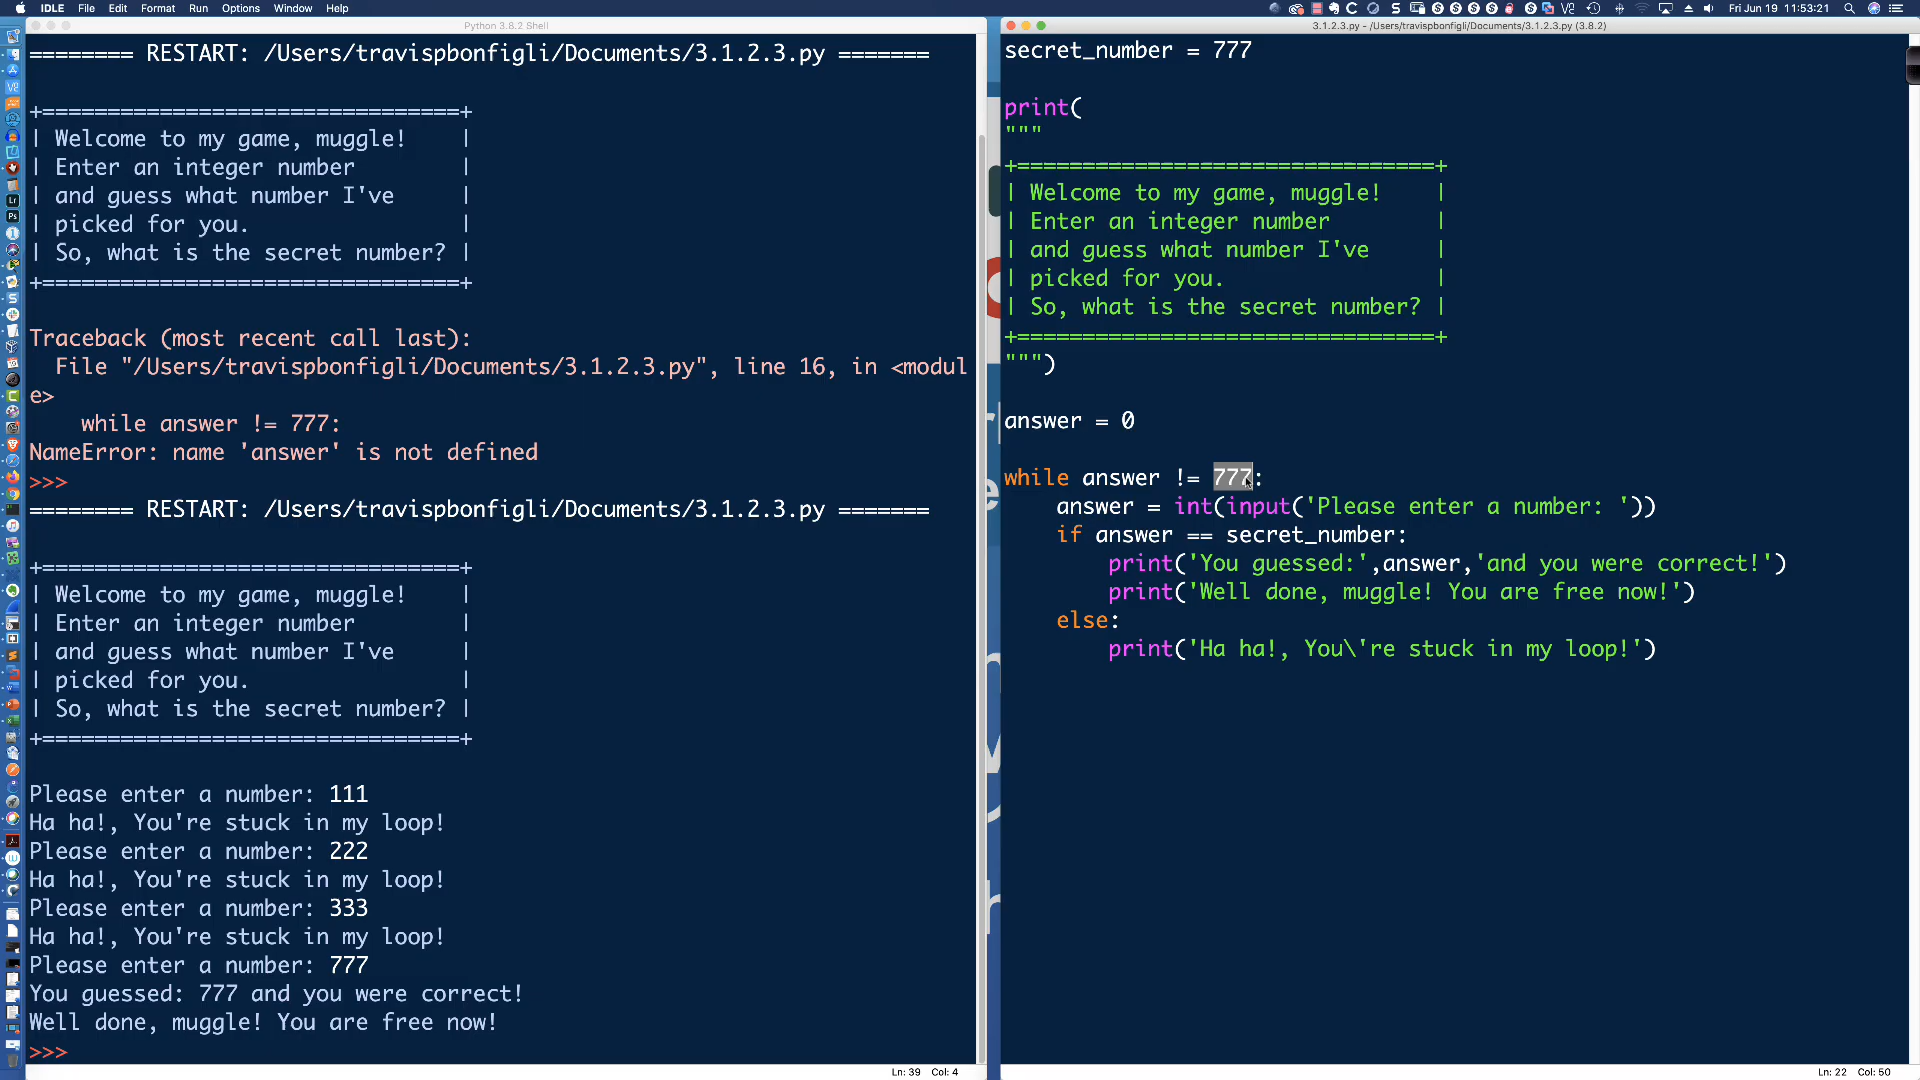 IDLE File Edit Format Run Options Window Help
Fri Jun 19 11:53:21
Python 3.8.2 Shell
======== RESTART: /Users/travispbonfigli/Documents/3.1.2.3.py =======
+================================+
| Welcome to my game, muggle!     |
| Enter an integer number         |
| and guess what number I've      |
| picked for you.                 |
| So, what is the secret number? |
+================================+
Traceback (most recent call last):
  File "/Users/travispbonfigli/Documents/3.1.2.3.py", line 16, in <modul
e>
    while answer != 777:
NameError: name 'answer' is not defined
>>>
======== RESTART: /Users/travispbonfigli/Documents/3.1.2.3.py =======
+================================+
| Welcome to my game, muggle!     |
| Enter an integer number         |
| and guess what number I've      |
| picked for you.                 |
| So, what is the secret number? |
+================================+
Please enter a number: 111
Ha ha!, You're stuck in my loop!
Please enter a number: 222
Ha ha!, You're stuck in my loop!
Please enter a number: 333
Ha ha!, You're stuck in my loop!
Please enter a number: 777
You guessed: 777 and you were correct!
Well done, muggle! You are free now!
>>>
Ln: 39 Col: 4
3.1.2.3.py - /Users/travispbonfigli/Documents/3.1.2.3.py (3.8.2)
secret_number = 777
print(
"""
+================================+
| Welcome to my game, muggle!     |
| Enter an integer number         |
| and guess what number I've      |
| picked for you.                 |
| So, what is the secret number? |
+================================+
""")
answer = 0
while answer != 777:
    answer = int(input('Please enter a number: '))
    if answer == secret_number:
        print('You guessed:',answer,'and you were correct!')
        print('Well done, muggle! You are free now!')
    else:
        print('Ha ha!, You\'re stuck in my loop!')
Ln: 22 Col: 50